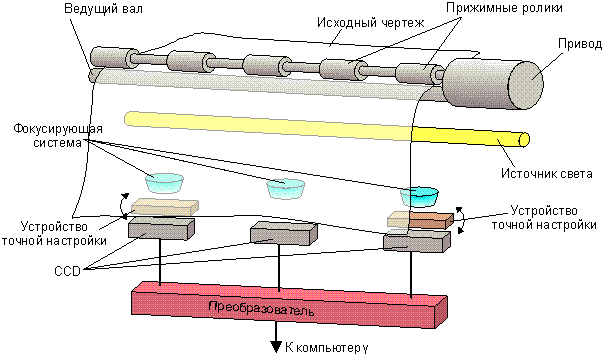 Ведущий вал
Исходный чертеж
Прижимные ролики
Привод
Фокусирующая
система
Источник света
Устройство
точной настройки
Устройство
точной настройки
CCD
Преобразователь
К компьютеру